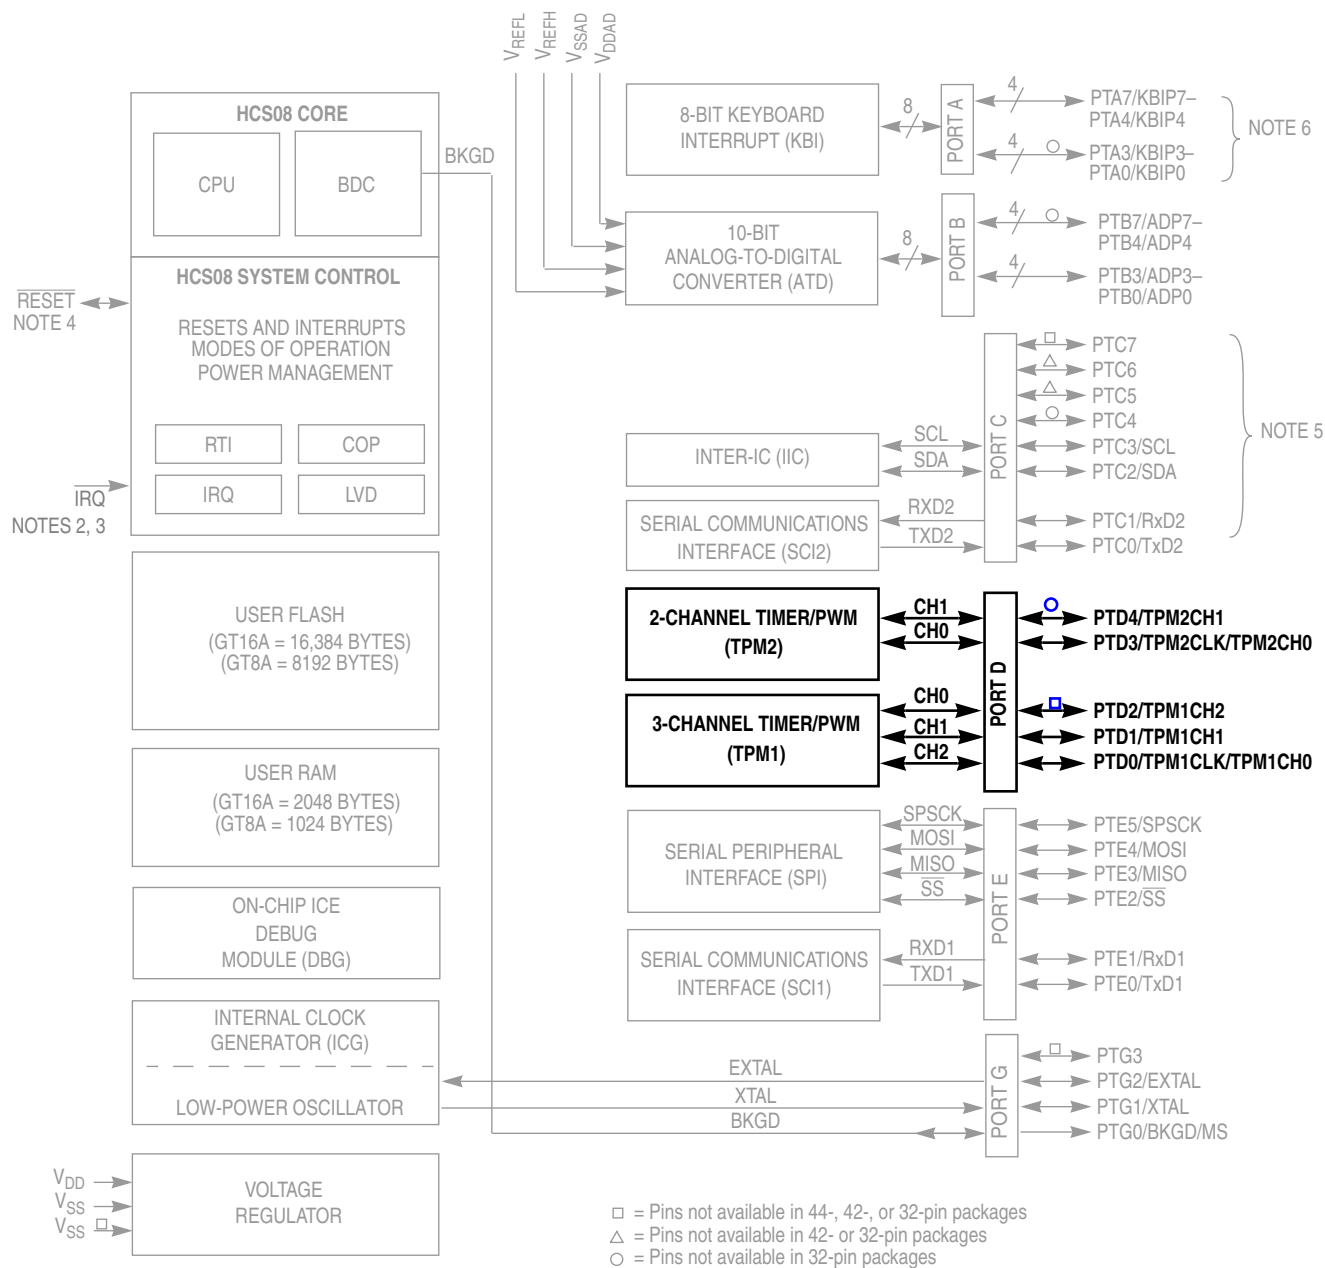 VREFL
VREFH
VSSAD
VDDAD
HCS08 CORE
CPU
BDC
BKGD
HCS08 SYSTEM CONTROL
RESETS AND INTERRUPTS
MODES OF OPERATION
POWER MANAGEMENT
RTI
COP
IRQ
LVD
RESET
NOTE 4
IRQ
NOTES 2, 3
USER FLASH
(GT16A = 16,384 BYTES)
(GT8A = 8192 BYTES)
USER RAM
(GT16A = 2048 BYTES)
(GT8A = 1024 BYTES)
ON-CHIP ICE
DEBUG
MODULE (DBG)
INTERNAL CLOCK
GENERATOR (ICG)
LOW-POWER OSCILLATOR
VDD
VSS
VSS
VOLTAGE
REGULATOR
8-BIT KEYBOARD
INTERRUPT (KBI)
8
PORT A
4
PTA7/KBIP7–
PTA4/KBIP4
4
PTA3/KBIP3–
PTA0/KBIP0
NOTE 6
10-BIT
ANALOG-TO-DIGITAL
CONVERTER (ATD)
8
PORT B
4
PTB7/ADP7–
PTB4/ADP4
4
PTB3/ADP3–
PTB0/ADP0
INTER-IC (IIC)
SCL
SDA
SERIAL COMMUNICATIONS
INTERFACE (SCI2)
RXD2
TXD2
PORT C
PTC7
PTC6
PTC5
PTC4
PTC3/SCL
PTC2/SDA
PTC1/RxD2
PTC0/TxD2
NOTE 5
2-CHANNEL TIMER/PWM
(TPM2)
CH1
CH0
3-CHANNEL TIMER/PWM
(TPM1)
CH0
CH1
CH2
PORT D
PTD4/TPM2CH1
PTD3/TPM2CLK/TPM2CH0
PTD2/TPM1CH2
PTD1/TPM1CH1
PTD0/TPM1CLK/TPM1CH0
SERIAL PERIPHERAL
INTERFACE (SPI)
SPSCK
MOSI
MISO
SS
SERIAL COMMUNICATIONS
INTERFACE (SCI1)
RXD1
TXD1
PORT E
PTE5/SPSCK
PTE4/MOSI
PTE3/MISO
PTE2/SS
PTE1/RxD1
PTE0/TxD1
EXTAL
XTAL
BKGD
PORT G
PTG3
PTG2/EXTAL
PTG1/XTAL
PTG0/BKGD/MS
□ = Pins not available in 44-, 42-, or 32-pin packages
△ = Pins not available in 42- or 32-pin packages
○ = Pins not available in 32-pin packages